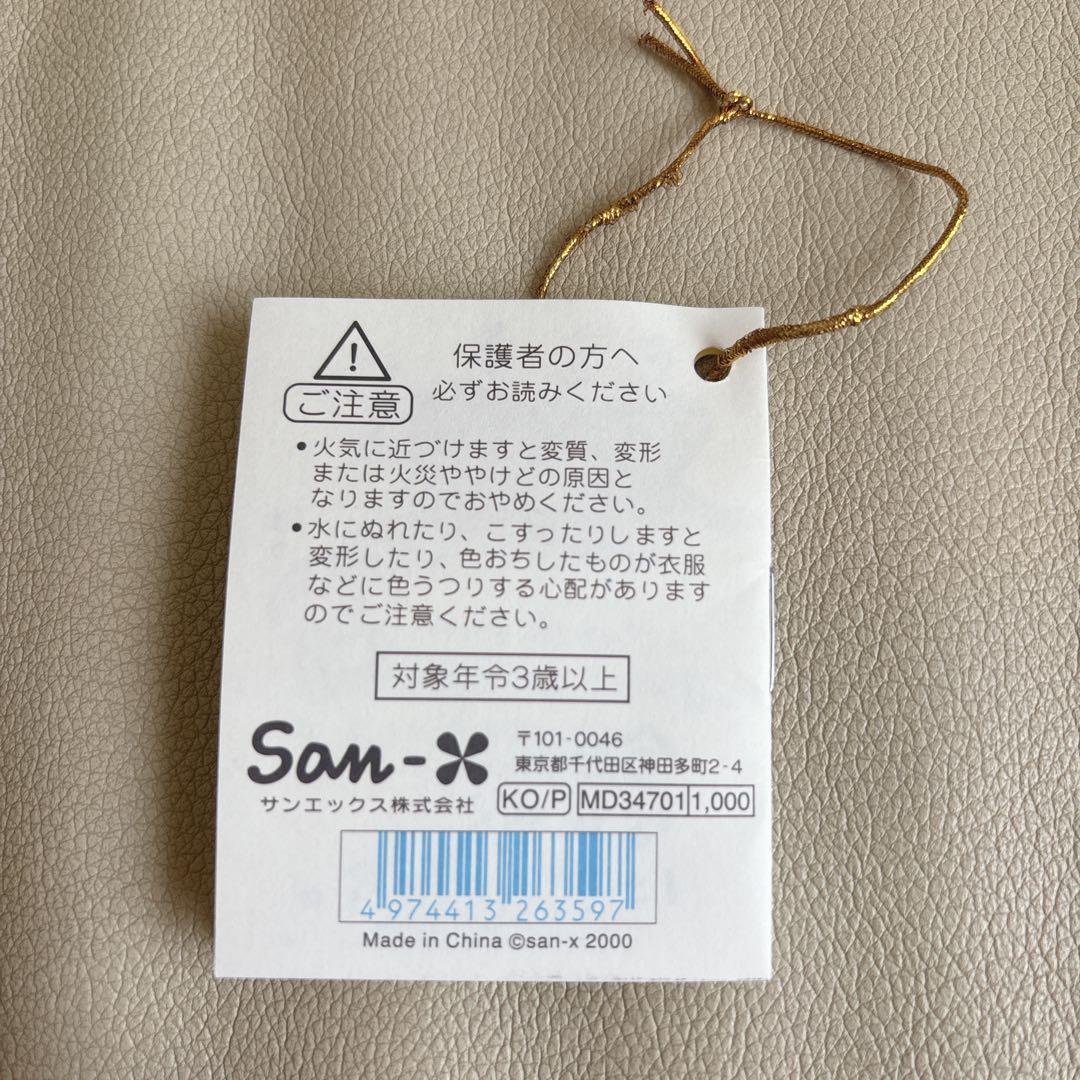 保護者の方へ
必ずお読みください
ご注意
•火気に近づけますと変質、変形
または火災ややけどの原因と
なりますのでおやめください。
•水にぬれたり、こすったりしますと
変形したり、色おちしたものが衣服
などに色うつりする心配があります
のでご注意ください。
対象年令3歳以上
San-X
サンエックス株式会社
〒101-0046
東京都千代田区神田多町2-4
KO/P MD34701 1,000
4 974413 263597
Made in China ©san-x 2000